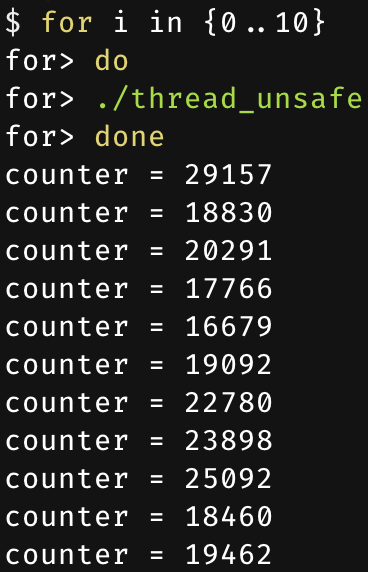 $ for i in {0..10}
for> do
for> ./thread_unsafe
for> done
counter = 29157
counter = 18830
counter = 20291
counter = 17766
counter = 16679
counter = 19092
counter = 22780
counter = 23898
counter = 25092
counter = 18460
counter = 19462